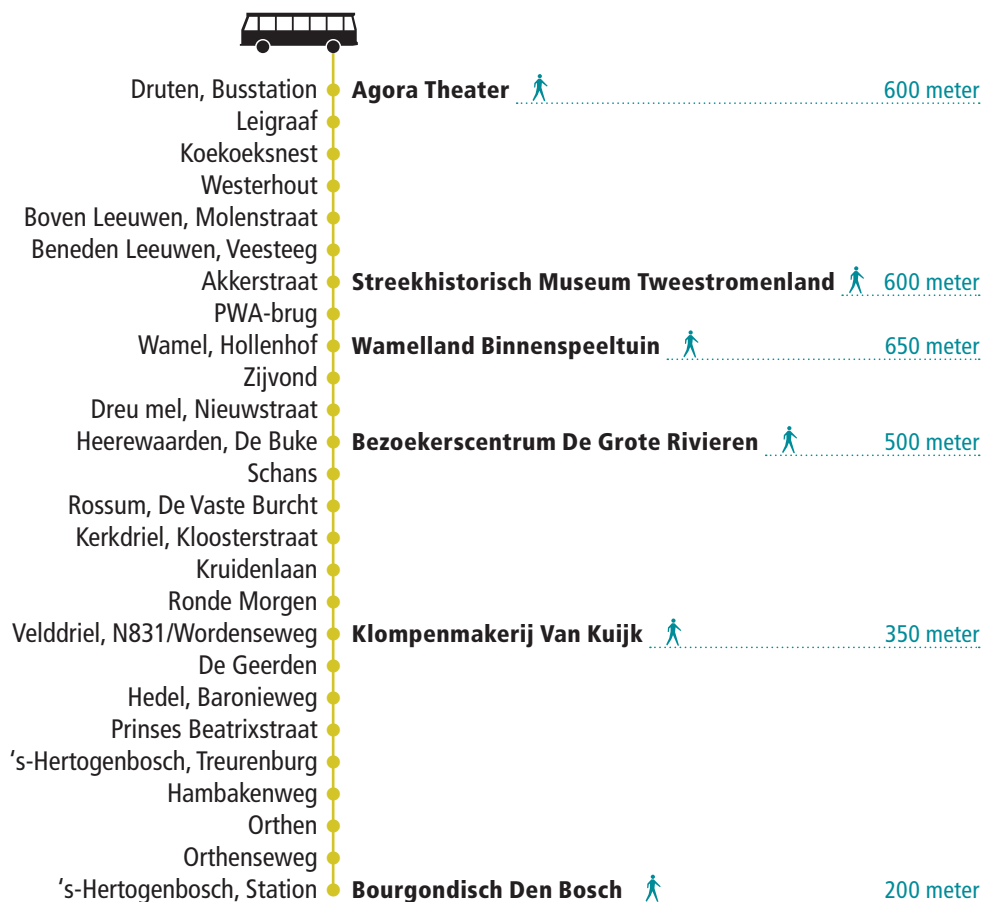 Druten, Busstation Agora Theater 600 meter
Leigraaf
Koekoeksnest
Westerhout
Boven Leeuwen, Molenstraat
Beneden Leeuwen, Veesteeg
Akkerstraat Streekhistorisch Museum Tweestromenland 600 meter
PWA-brug
Wamel, Hollenhof Wamelland Binnenspeeltuin 650 meter
Zijvond
Dreu mel, Nieuwstraat
Heerewaarden, De Buke Bezoekerscentrum De Grote Rivieren 500 meter
Schans
Rossum, De Vaste Burcht
Kerkdriel, Kloosterstraat
Kruidenlaan
Ronde Morgen
Velddriel, N831/Wordenseweg Klompenmakerij Van Kuijk 350 meter
De Geerden
Hedel, Baronieweg
Prinses Beatrixstraat
‘s-Hertogenbosch, Treurenburg
Hambakenweg
Orthen
Orthenseweg
‘s-Hertogenbosch, Station Bourgondisch Den Bosch 200 meter